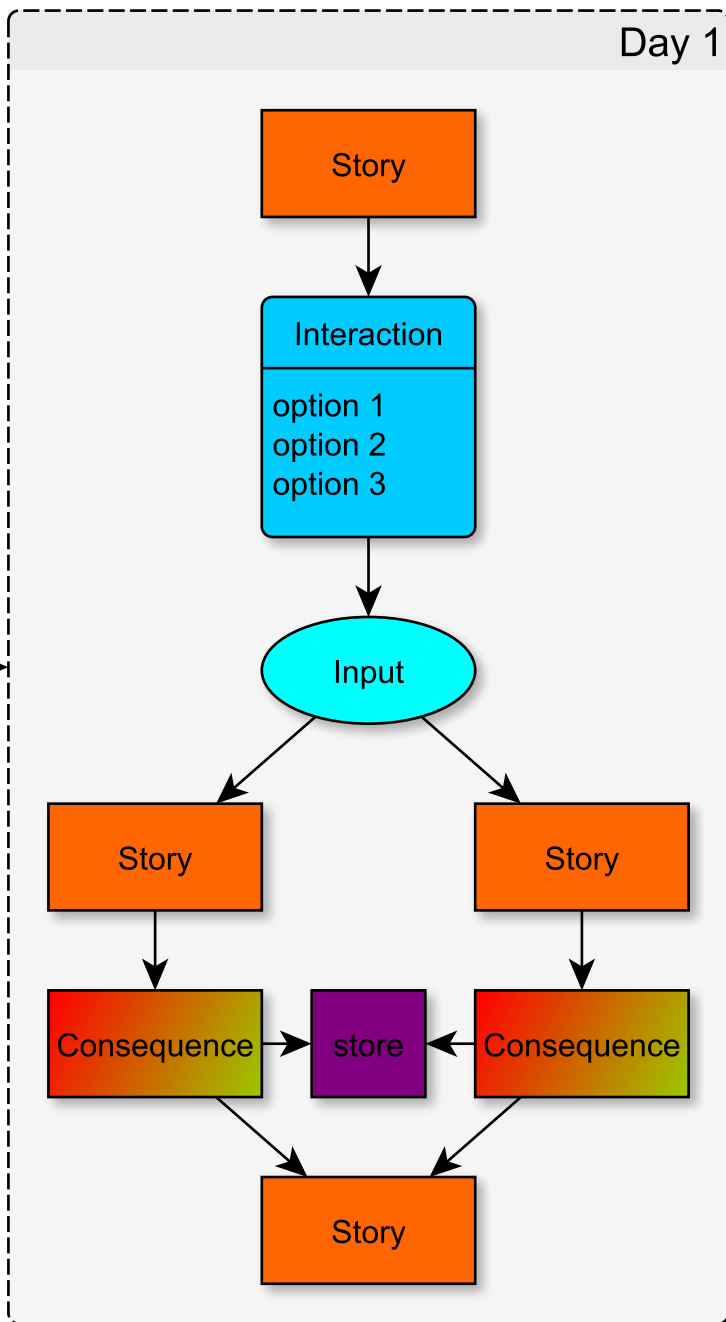 Day 1
Story
Interaction
option 1
option 2
option 3
Input
Story
Story
Consequence
store
Consequence
Story